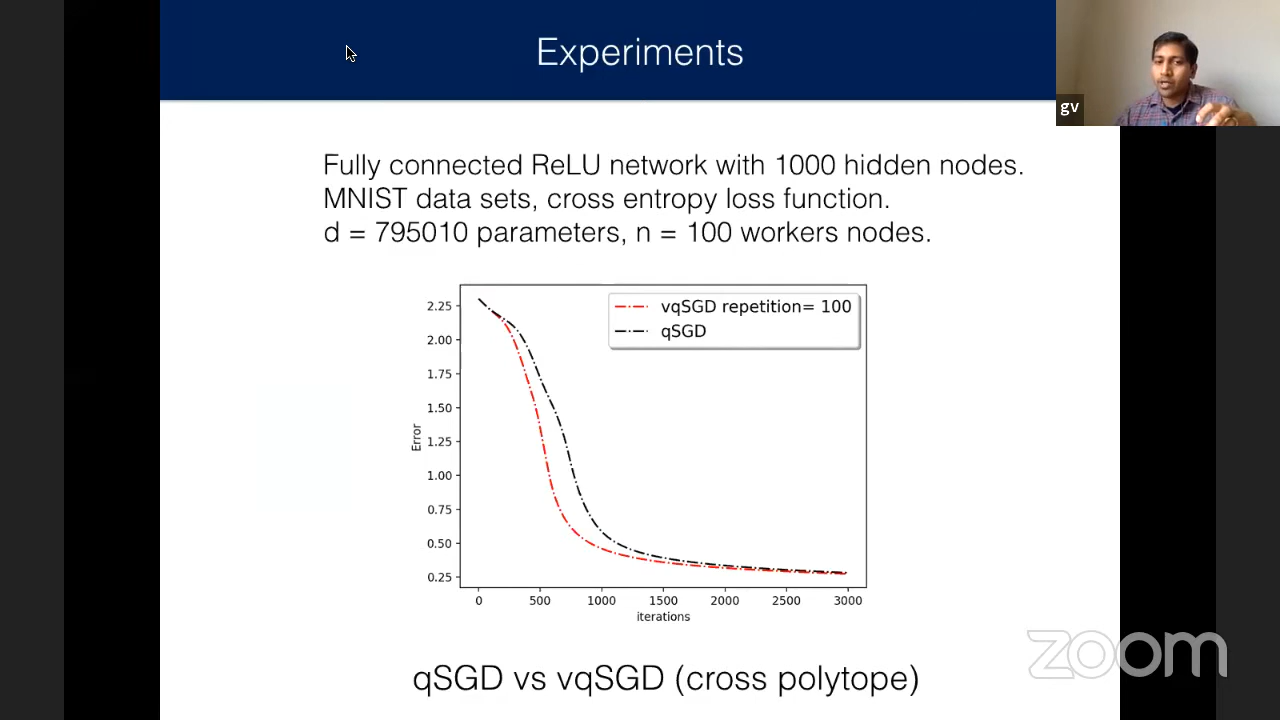 Experiments
gv
Fully connected ReLU network with 1000 hidden nodes.
MNIST data sets, cross entropy loss function.
d = 795010 parameters, n = 100 workers nodes.
vqSGD repetition= 100
qSGD
2.25
2.00
1.75
1.50
1.25
1.00
0.75
0.50
0.25
Error
0 500 1000 1500 2000 2500 3000
iterations
zoom
qSGD vs vqSGD (cross polytope)